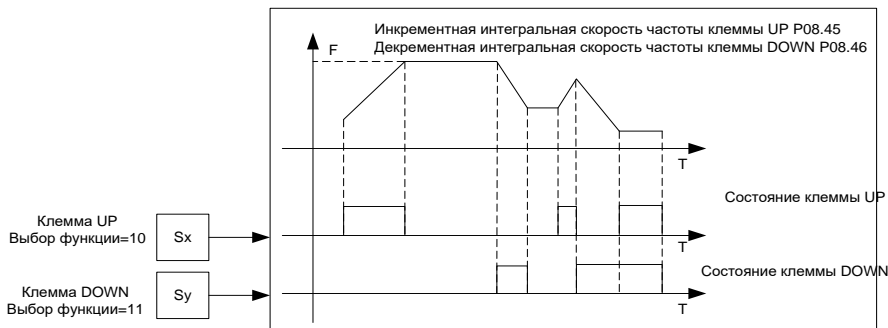 Инкрементная интегральная скорость частоты клеммы UP P08.45
Декрементная интегральная скорость частоты клеммы DOWN P08.46
F
T
Состояние клеммы UP
Клемма UP
Выбор функции=10
Sx
T
Состояние клеммы DOWN
Клемма DOWN
Выбор функции=11
Sy
T